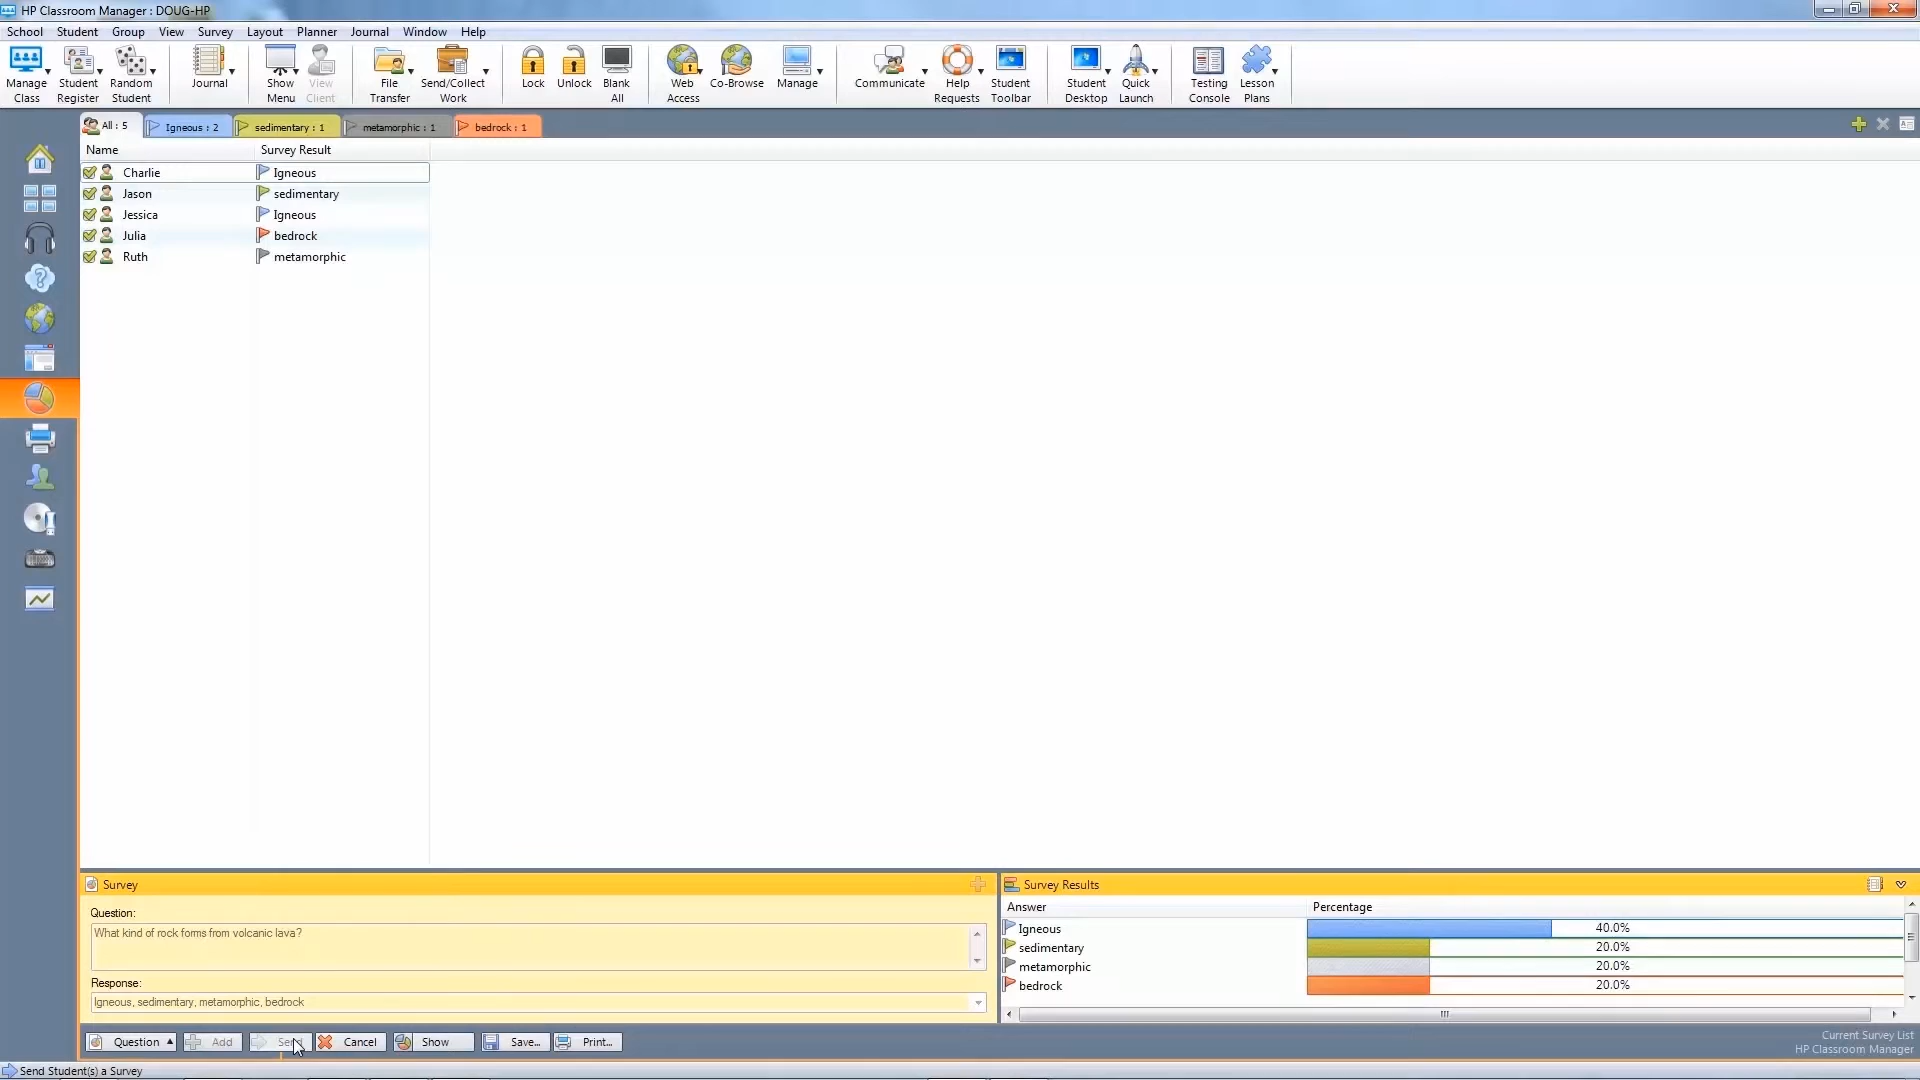 HP Classroom Manager : DOUG-HP
School Student Group View Survey Layout Planner Journal Window Help
Manage Class
Student Register
Random Student
Journal
Show Menu
View Client
File Transfer
Send/Collect Work
Lock
Unlock
Blank All
Web Access
Co-Browse
Manage
Communicate
Help Requests
Student Toolbar
Student Desktop
Quick Launch
Testing Console
Lesson Plans
All : 5 Igneous : 2 sedimentary : 1 metamorphic : 1 bedrock : 1
Name Survey Result
Charlie Igneous
Jason sedimentary
Jessica Igneous
Julia bedrock
Ruth metamorphic
Survey
Question:
What kind of rock forms from volcanic lava?
Response:
Igneous, sedimentary, metamorphic, bedrock
Survey Results
Answer Percentage
Igneous 40.0%
sedimentary 20.0%
metamorphic 20.0%
bedrock 20.0%
Question Add Send Cancel Show Save... Print...
Current Survey List
HP Classroom Manager
Send Student(s) a Survey